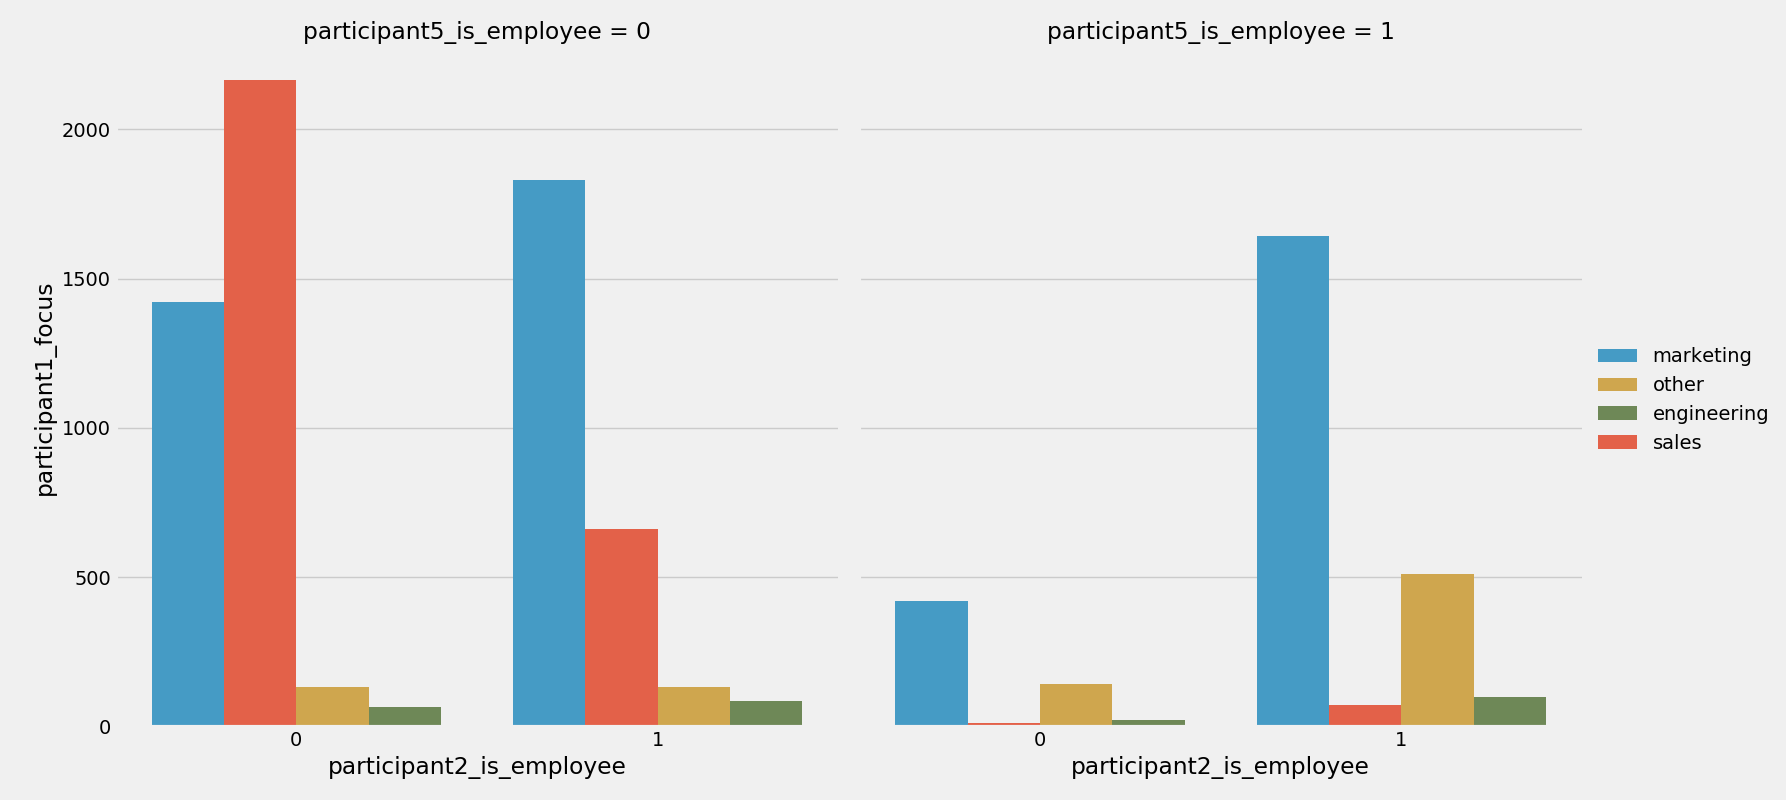 participant5_is_employee = 0
participant5_is_employee = 1
participant1_focus
2000
1500
1000
500
0
0
1
0
1
participant2_is_employee
participant2_is_employee
marketing
other
engineering
sales